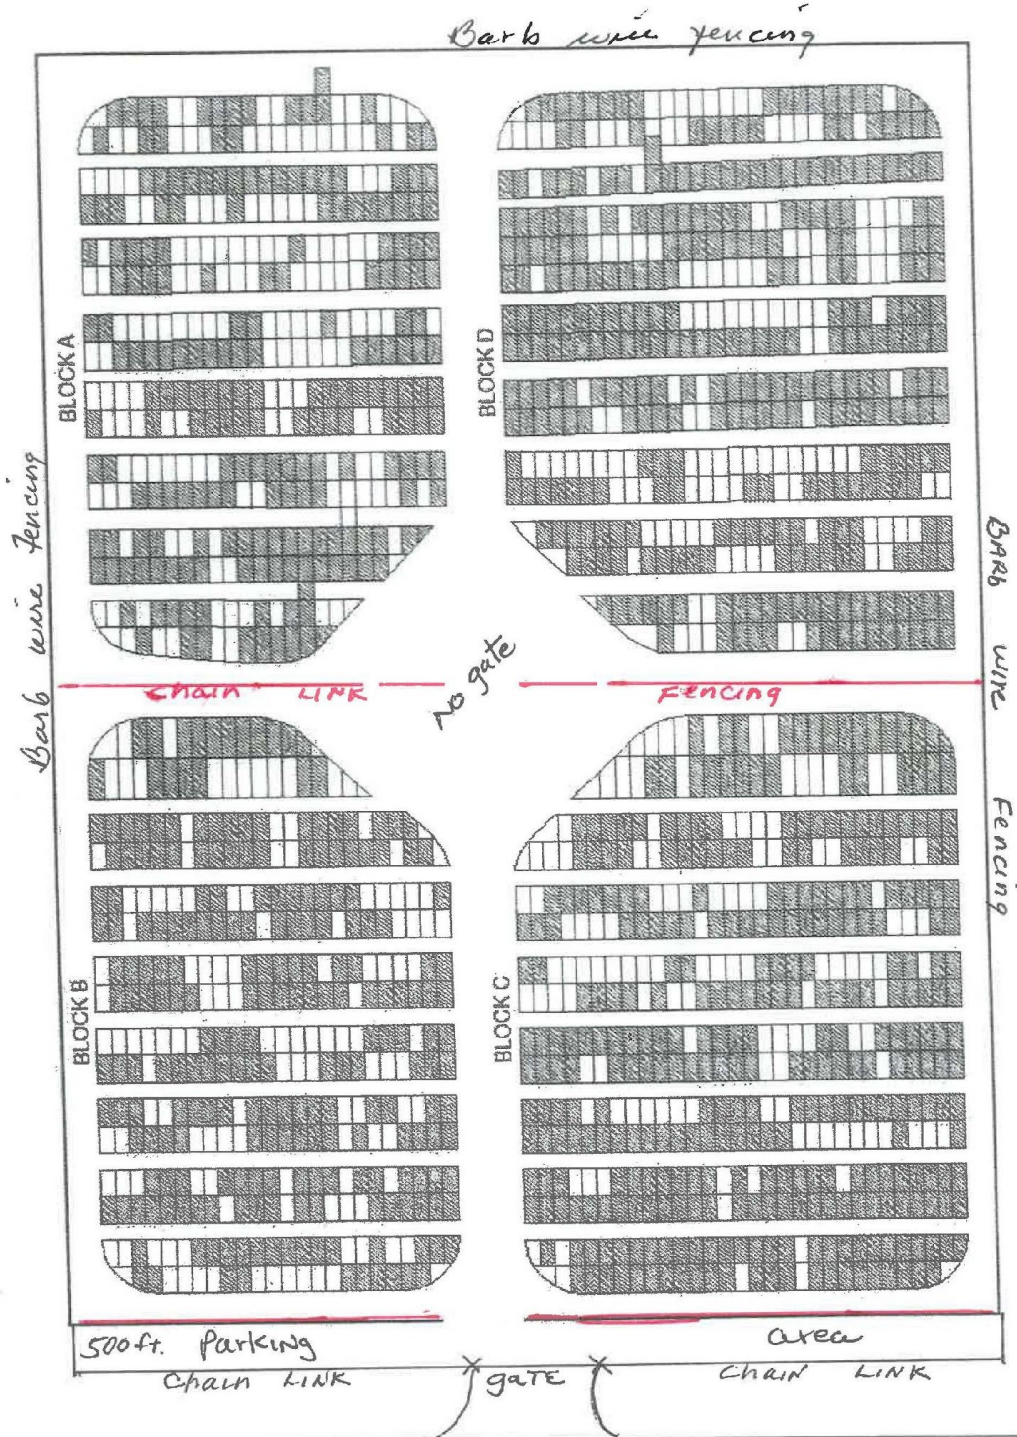 Barb wire fencing
BLOCK A
BLOCK D
Barb wire fencing
BARb wire Fencing
Chain LINK Fencing
No gate
BLOCK B
BLOCK C
500ft. Parking area
Chain LINK gATE ChAIN LINK